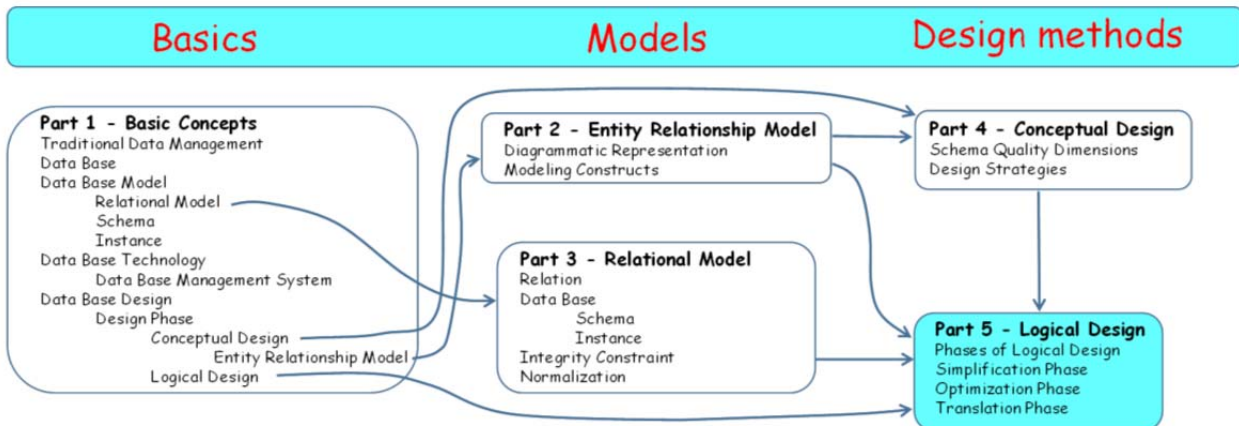 Basics
Models
Design methods
Part 1 - Basic Concepts
Traditional Data Management
Data Base
Data Base Model
Relational Model
Schema
Instance
Data Base Technology
Data Base Management System
Data Base Design
Design Phase
Conceptual Design
Entity Relationship Model
Logical Design
Part 2 - Entity Relationship Model
Diagrammatic Representation
Modeling Constructs
Part 3 - Relational Model
Relation
Data Base
Schema
Instance
Integrity Constraint
Normalization
Part 4 - Conceptual Design
Schema Quality Dimensions
Design Strategies
Part 5 - Logical Design
Phases of Logical Design
Simplification Phase
Optimization Phase
Translation Phase